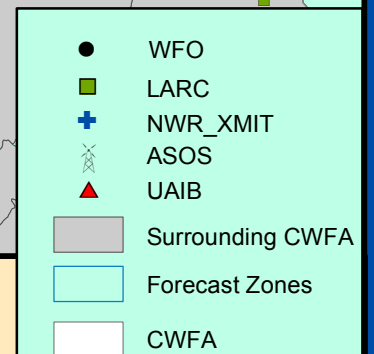 WFO
LARC
NWR_XMIT
ASOS
UAIB
Surrounding CWFA
Forecast Zones
CWFA